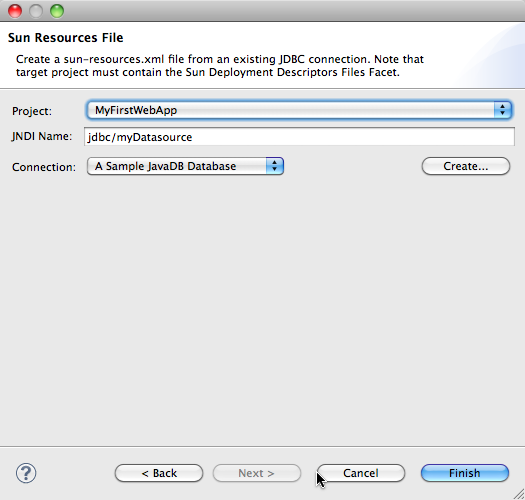 Sun Resources File
Create a sun-resources.xml file from an existing JDBC connection. Note that
target project must contain the Sun Deployment Descriptors Files Facet.
Project: MyFirstWebApp
JNDI Name: jdbc/myDatasource
Connection: A Sample JavaDB Database Create...
? < Back Next > Cancel Finish